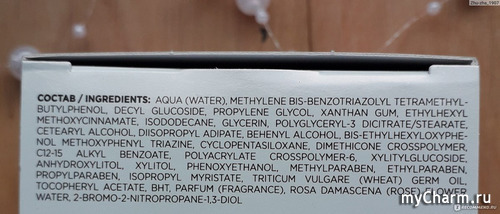 Zhu-zha_1987
СОСТАВ / INGREDIENTS: AQUA (WATER), METHYLENE BIS-BENZOTRIAZOLYL TETRAMETHYL-
BUTYLPHENOL, DECYL GLUCOSIDE, PROPYLENE GLYCOL, XANTHAN GUM, ETHYLHEXYL
METHOXYCINNAMATE, ISODODECANE, GLYCERIN, POLYGLYCERYL-3 DICITRATE/STEARATE,
CETEARYL ALCOHOL, DIISOPROPYL ADIPATE, BEHENYL ALCOHOL, BIS-ETHYLHEXYLOXYPHE-
NOL METHOXYPHENYL TRIAZINE, CYCLOPENTASILOXANE, DIMETHICONE CROSSPOLYMER,
C12-15 ALKYL BENZOATE, POLYACRYLATE CROSSPOLYMER-6, XYLITYLGLUCOSIDE,
ANHYDROXYLITOL, XYLITOL, PHENOXYETHANOL, METHYLPARABEN, ETHYLPARABEN,
PROPYLPARABEN, ISOPROPYL MYRISTATE, TRITICUM VULGARE (WHEAT) GERM OIL,
TOCOPHERYL ACETATE, BHT, PARFUM (FRAGRANCE), ROSA DAMASCENA (ROSE) FLOWER
WATER, 2-BROMO-2-NITROPROPANE-1,3-DIOL
myCharm.ru
IRECOMMEND.RU